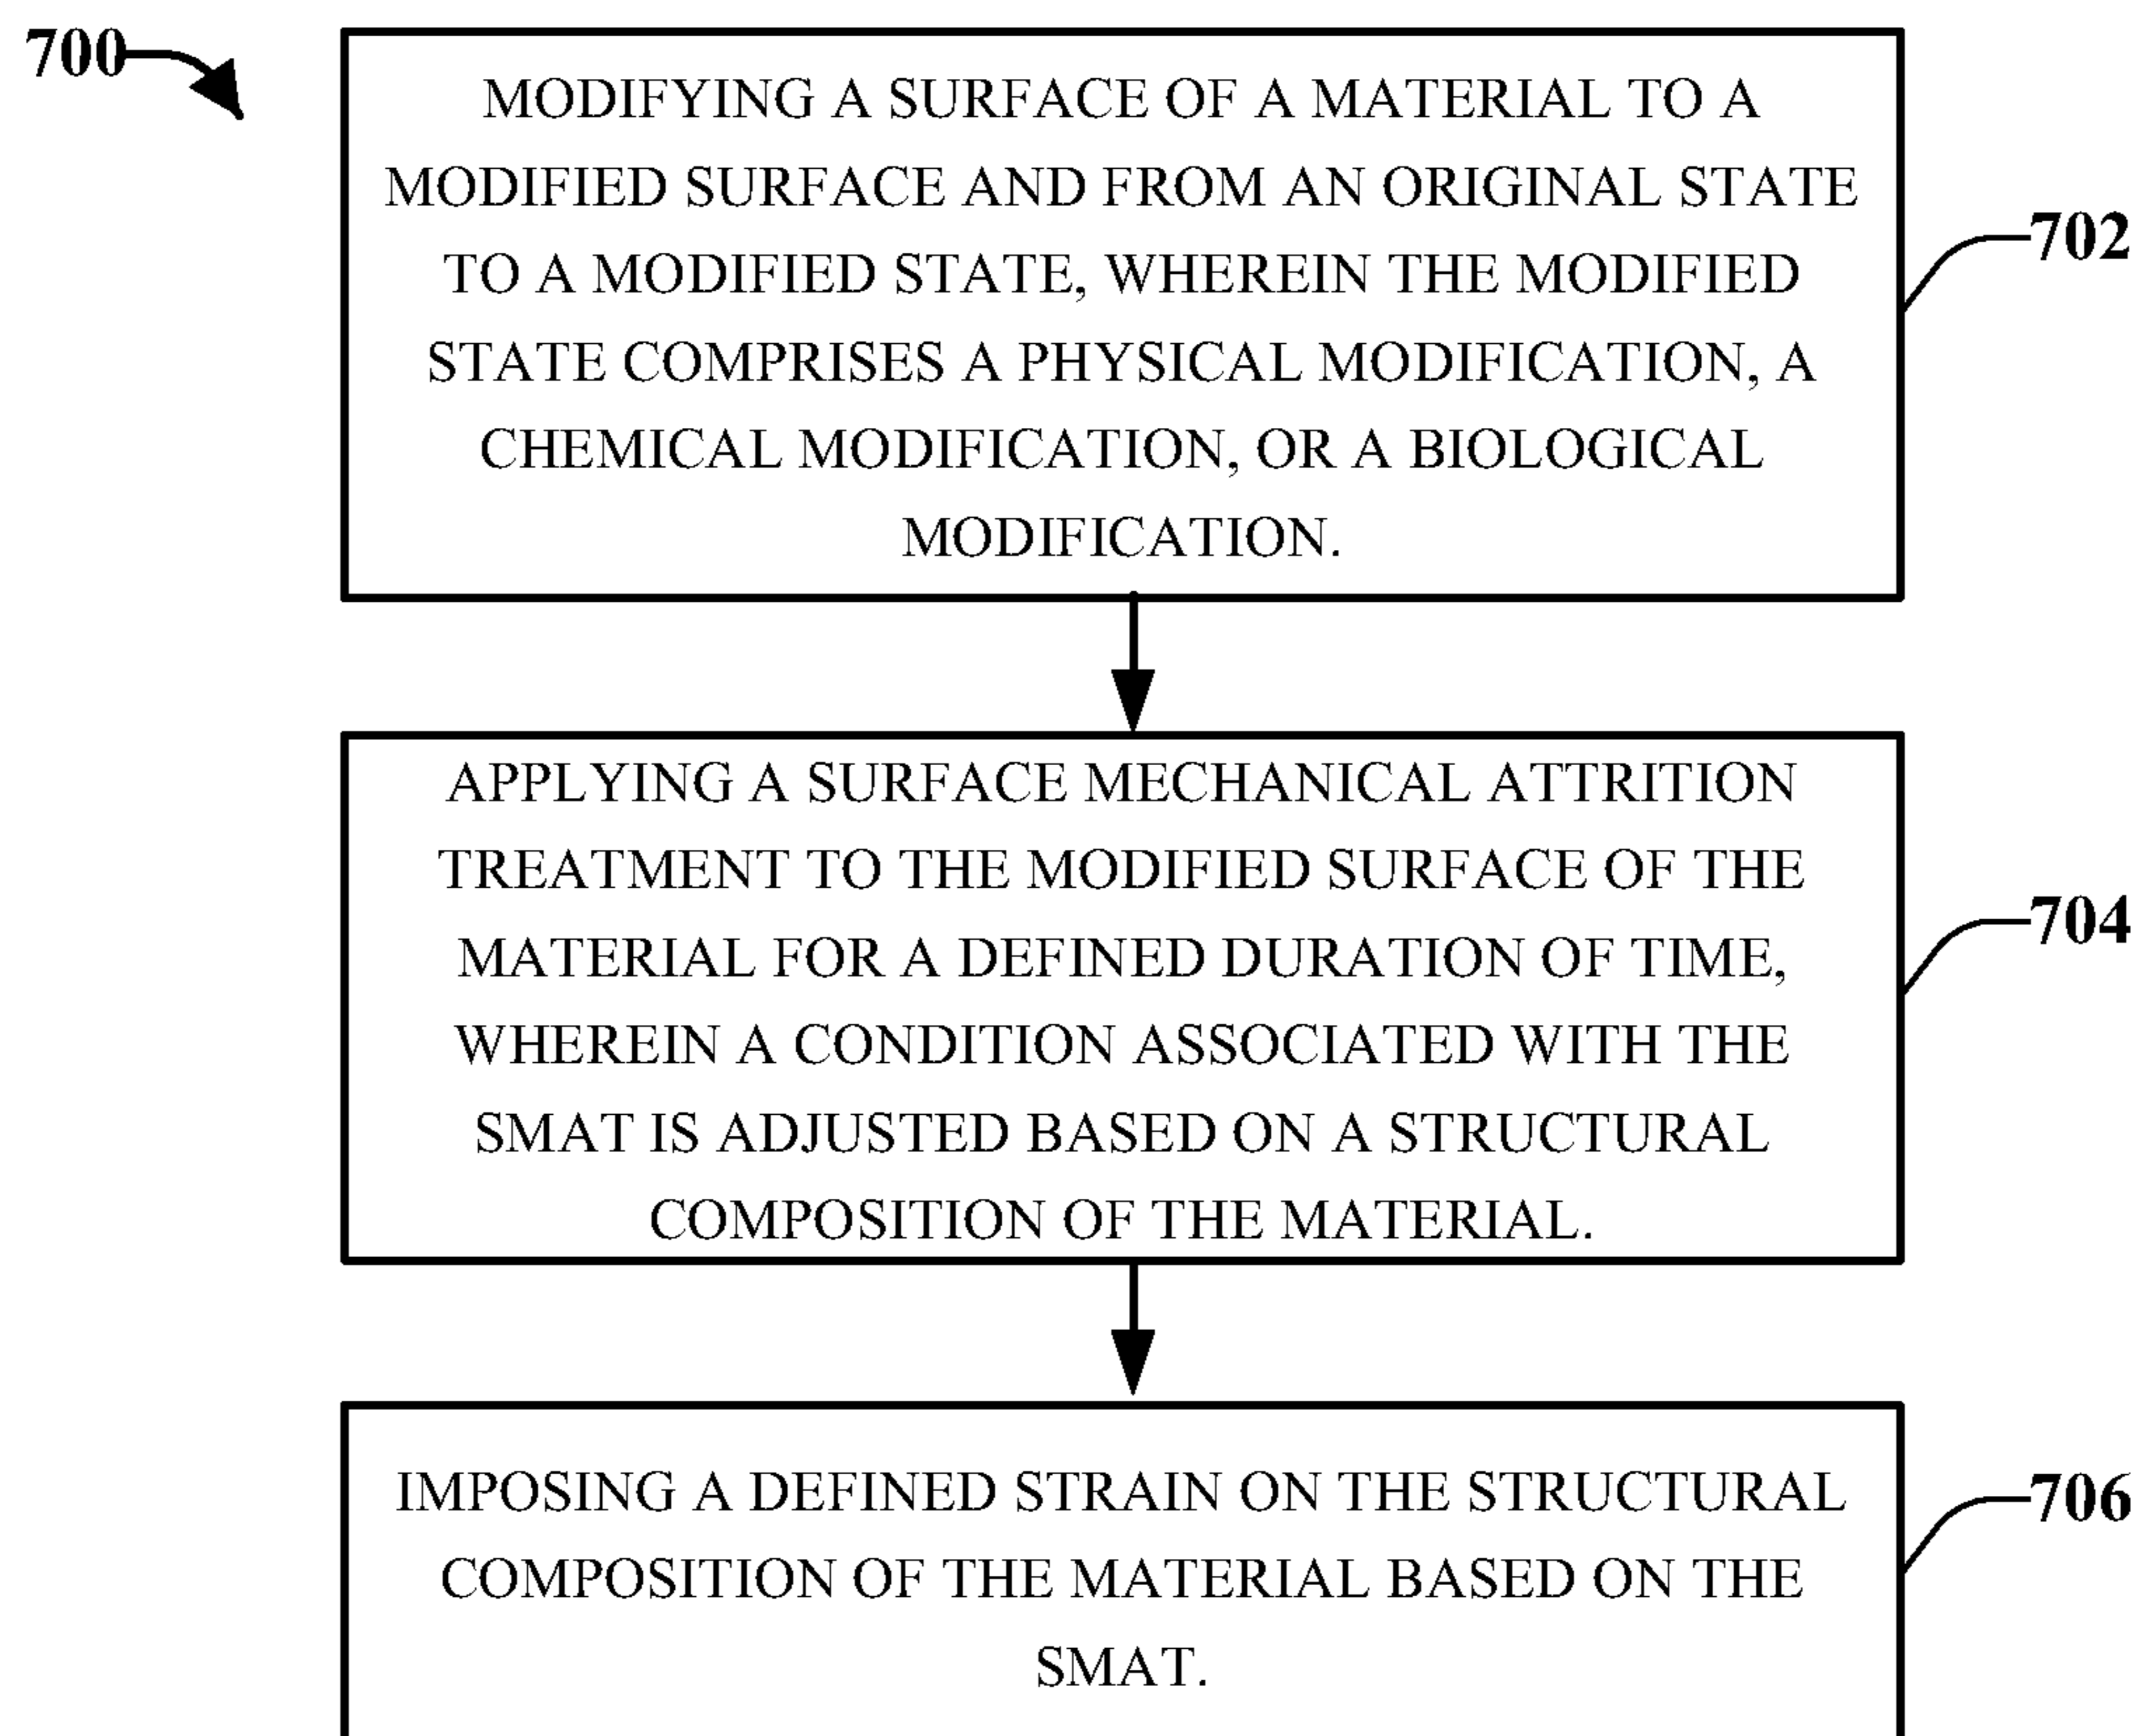 700
MODIFYING A SURFACE OF A MATERIAL TO A
MODIFIED SURFACE AND FROM AN ORIGINAL STATE
TO A MODIFIED STATE, WHEREIN THE MODIFIED
STATE COMPRISES A PHYSICAL MODIFICATION, A
CHEMICAL MODIFICATION, OR A BIOLOGICAL
MODIFICATION.
702
APPLYING A SURFACE MECHANICAL ATTRITION
TREATMENT TO THE MODIFIED SURFACE OF THE
MATERIAL FOR A DEFINED DURATION OF TIME,
WHEREIN A CONDITION ASSOCIATED WITH THE
SMAT IS ADJUSTED BASED ON A STRUCTURAL
COMPOSITION OF THE MATERIAL.
704
IMPOSING A DEFINED STRAIN ON THE STRUCTURAL
COMPOSITION OF THE MATERIAL BASED ON THE
SMAT.
706